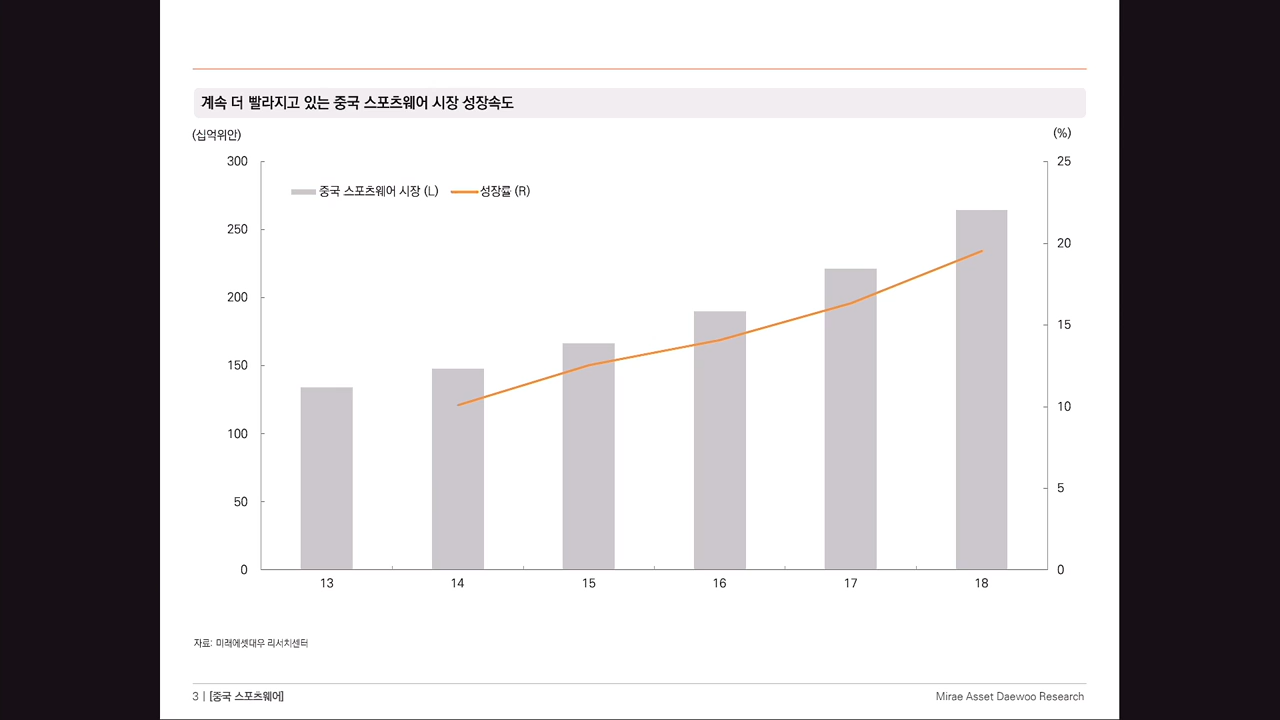 계속 더 빨라지고 있는 중국 스포츠웨어 시장 성장속도
(십억위안)
(%)
중국 스포츠웨어 시장 (L)
성장률 (R)
300
250
200
150
100
50
0
25
20
15
10
5
0
13 14 15 16 17 18
자료: 미래에셋대우 리서치센터
3 | [중국 스포츠웨어]
Mirae Asset Daewoo Research